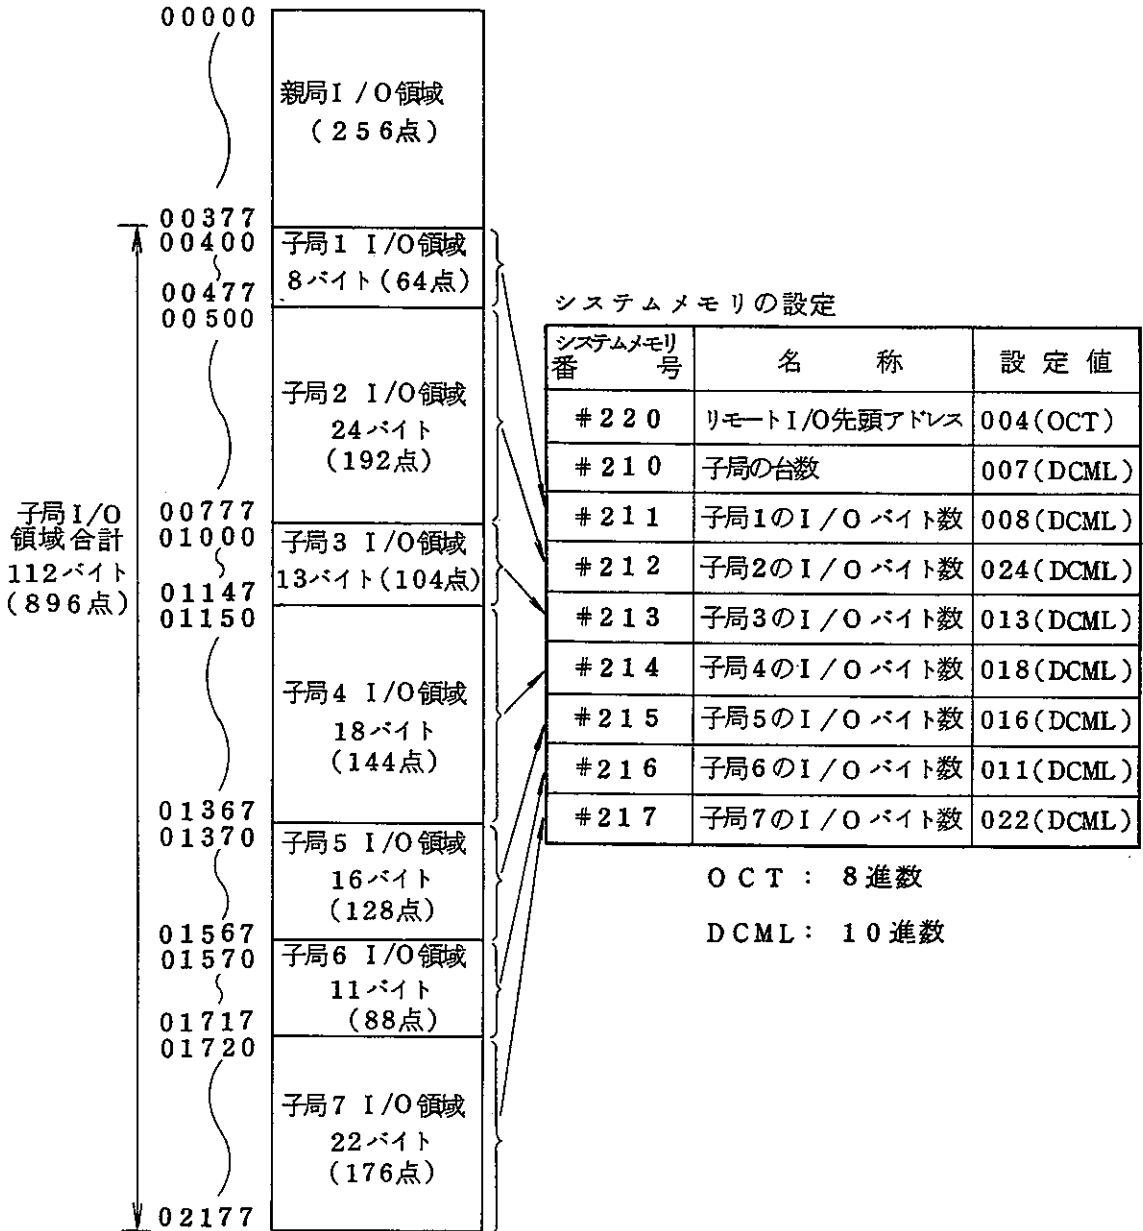 00000
親局I/O領域
(256点)
00377
00400
子局1 I/O領域
8バイト(64点)
00477
00500
子局2 I/O領域
24バイト
(192点)
00777
子局I/O
領域合計
112バイト
(896点)
01000
子局3 I/O領域
13バイト(104点)
01147
01150
子局4 I/O領域
18バイト
(144点)
01367
01370
子局5 I/O領域
16バイト
(128点)
01567
01570
子局6 I/O領域
11バイト
(88点)
01717
01720
子局7 I/O領域
22バイト
(176点)
02177
システムメモリの設定
システムメモリ
番号 名称 設定値
#220 リモートI/O先頭アドレス 004(OCT)
#210 子局の台数 007(DCML)
#211 子局1のI/Oバイト数 008(DCML)
#212 子局2のI/Oバイト数 024(DCML)
#213 子局3のI/Oバイト数 013(DCML)
#214 子局4のI/Oバイト数 018(DCML)
#215 子局5のI/Oバイト数 016(DCML)
#216 子局6のI/Oバイト数 011(DCML)
#217 子局7のI/Oバイト数 022(DCML)
OCT: 8進数
DCML: 10進数